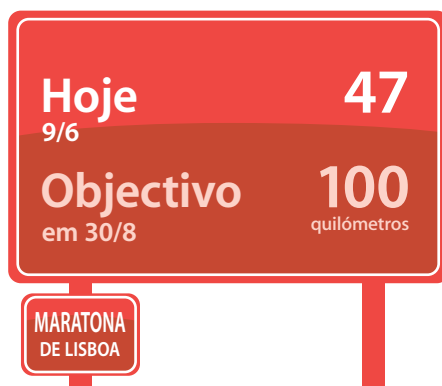 Hoje 47
9/6
Objectivo 100
em 30/8 quilómetros
MARATONA
DE LISBOA